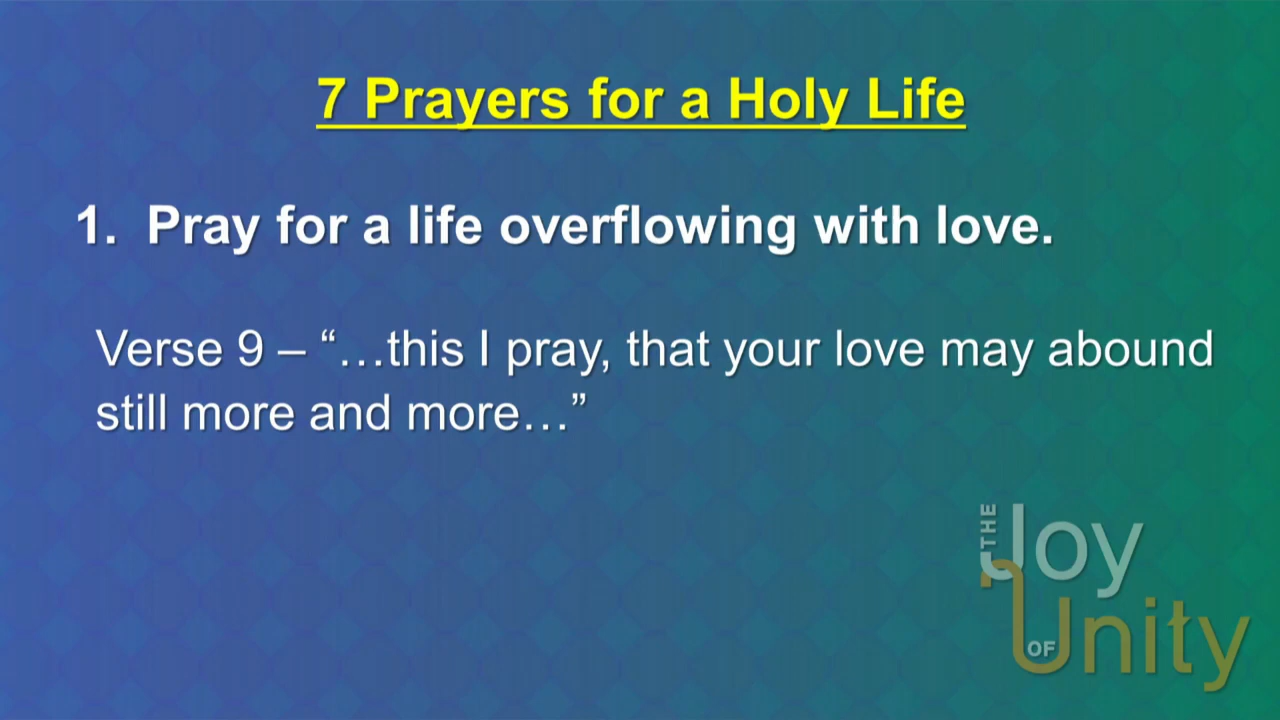 7 Prayers for a Holy Life
1. Pray for a life overflowing with love.
Verse 9 – “…this I pray, that your love may abound
still more and more…”
THE Joy
OF Unity